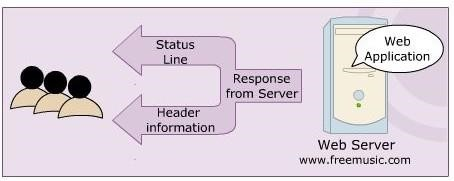 Status
Line
Header
information
Response
from Server
Web
Application
Web Server
www.freemusic.com